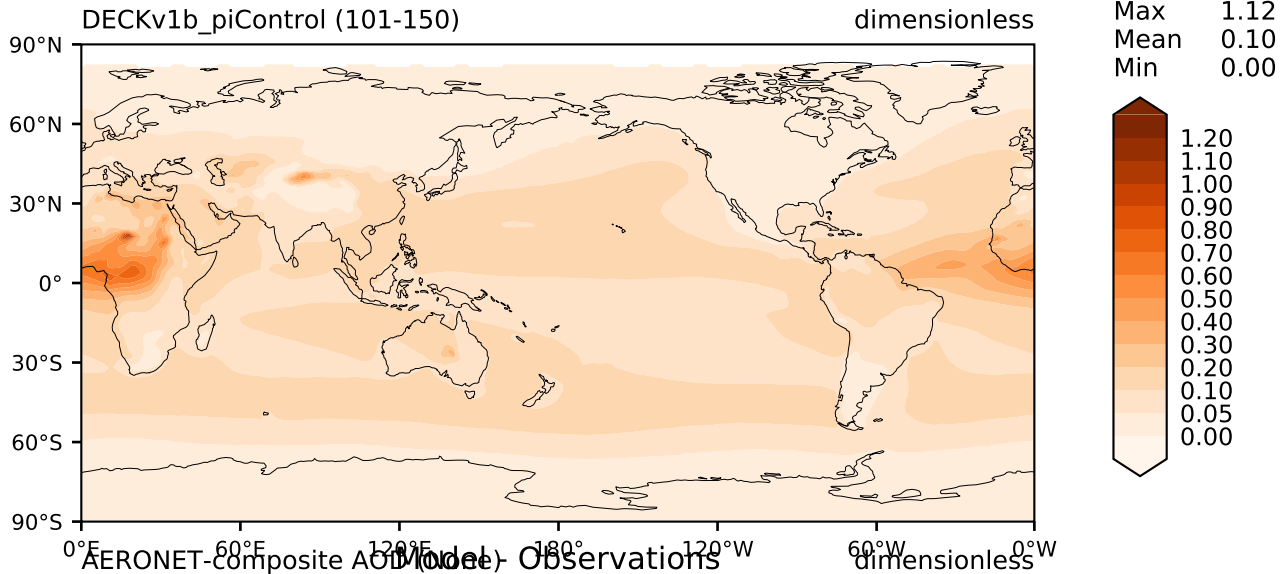 DECKv1b_piControl (101-150) dimensionless
Max 1.12
Mean 0.10
Min 0.00
90°N
60°N
30°N
0°
30°S
60°S
90°S
1.20
1.10
1.00
0.90
0.80
0.70
0.60
0.50
0.40
0.30
0.20
0.10
0.05
0.00
0°E 60°E 120°E 180° 120°W 60°W 0°W
AERONET-composite AOD (None) Model - Observations dimensionless